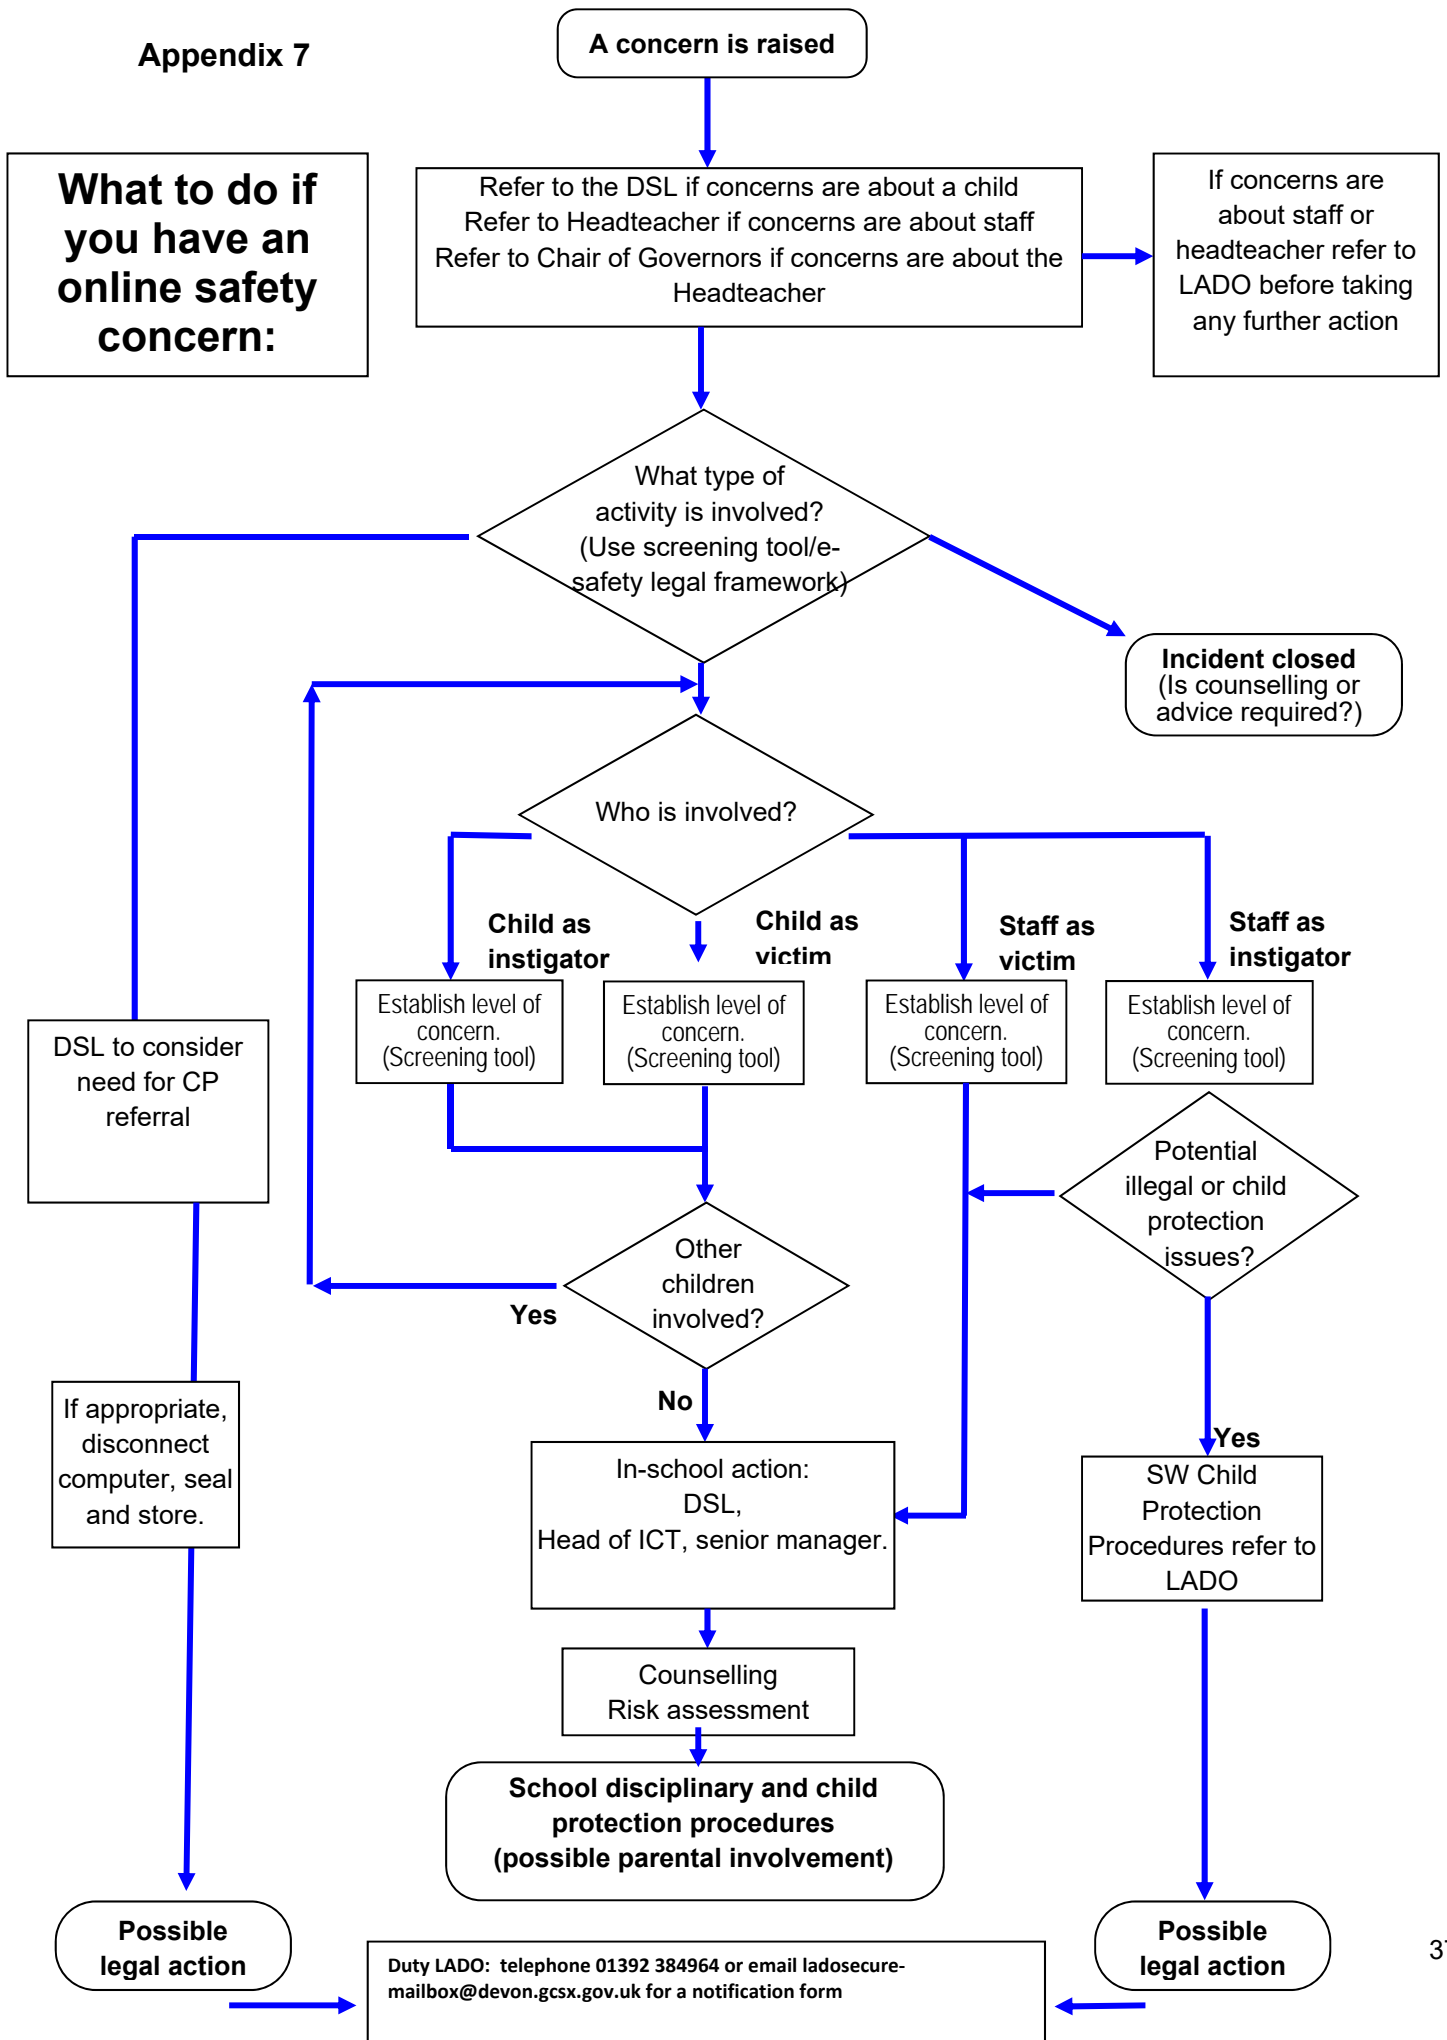 Appendix 7
A concern is raised
What to do if
you have an
online safety
concern:
Refer to the DSL if concerns are about a child
Refer to Headteacher if concerns are about staff
Refer to Chair of Governors if concerns are about the
Headteacher
If concerns are
about staff or
headteacher refer to
LADO before taking
any further action
What type of
activity is involved?
(Use screening tool/e-
safety legal framework)
Incident closed
(Is counselling or
advice required?)
Who is involved?
Child as
instigator
Child as
victim
Staff as
victim
Staff as
instigator
Establish level of
concern.
(Screening tool)
Establish level of
concern.
(Screening tool)
Establish level of
concern.
(Screening tool)
Establish level of
concern.
(Screening tool)
DSL to consider
need for CP
referral
Potential
illegal or child
protection
issues?
Other
children
involved?
Yes
No
If appropriate,
disconnect
computer, seal
and store.
In-school action:
DSL,
Head of ICT, senior manager.
Yes
SW Child
Protection
Procedures refer to
LADO
Counselling
Risk assessment
School disciplinary and child
protection procedures
(possible parental involvement)
Possible
legal action
Possible
legal action
Duty LADO: telephone 01392 384964 or email ladosecure-
mailbox@devon.gcsx.gov.uk for a notification form